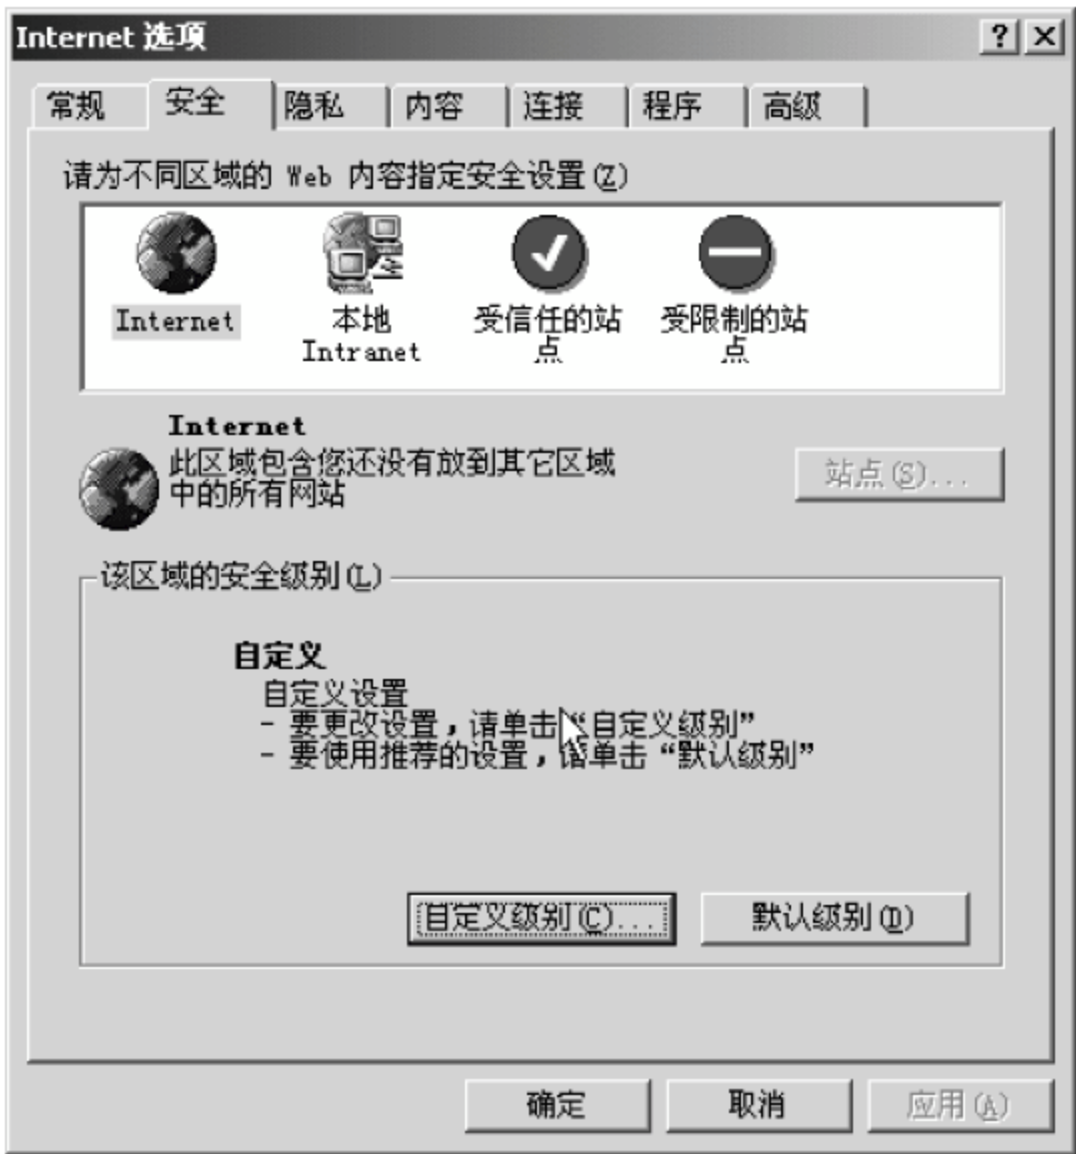 Internet 选项
常规 安全 隐私 内容 连接 程序 高级
请为不同区域的 Web 内容指定安全设置(Z)
Internet
本地
Intranet
受信任的站
点
受限制的站
点
Internet
此区域包含您还没有放到其它区域
中的所有网站
站点(S)...
该区域的安全级别(L)
自定义
自定义设置
- 要更改设置，请单击“自定义级别”
- 要使用推荐的设置，请单击“默认级别”
自定义级别(C)... 默认级别(D)
确定 取消 应用(A)